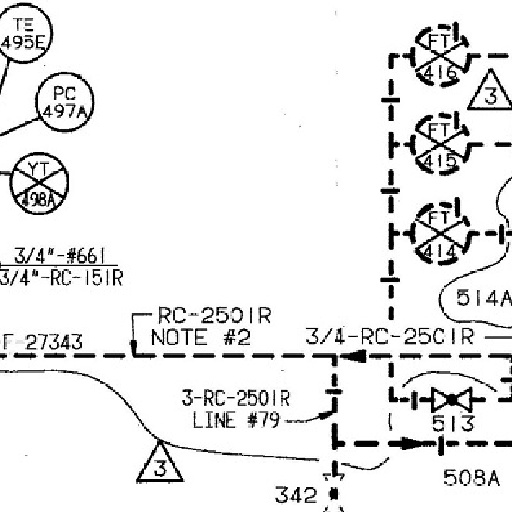 TE
495E
PC
497A
YT
498A
3/4"-#661
3/4"-RC-151R
FT
416
3
FT
415
FT
414
514A
RC-2501R
NOTE #2
3/4-RC-2501R
F-27343
3-RC-2501R
LINE #79
513
3
342
508A